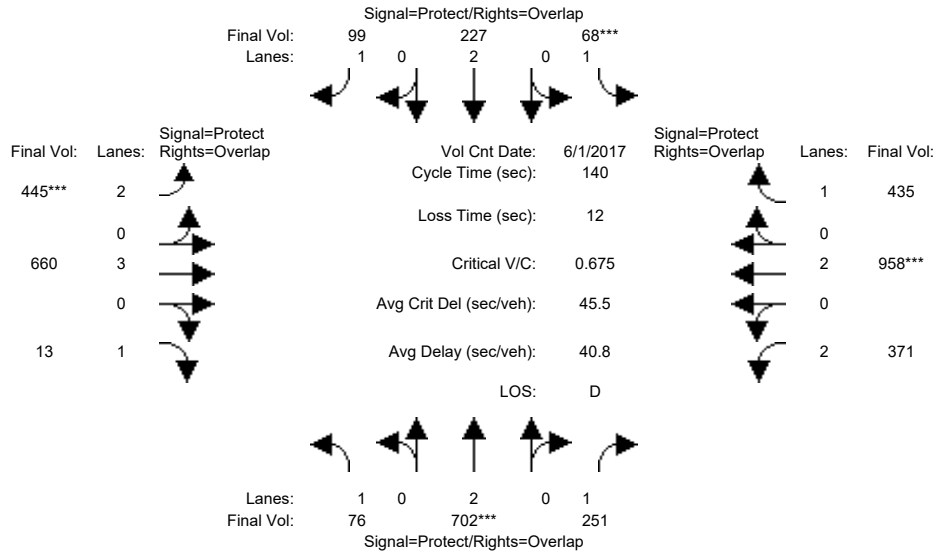 Signal=Protect/Rights=Overlap
Final Vol: 99 227 68***
Lanes: 1 0 2 0 1
Signal=Protect Signal=Protect
Final Vol: Lanes: Rights=Overlap Vol Cnt Date: 6/1/2017 Rights=Overlap Lanes: Final Vol:
Cycle Time (sec): 140
445*** 2 1 435
Loss Time (sec): 12
0 0
660 3 Critical V/C: 0.675 2 958***
0 Avg Crit Del (sec/veh): 45.5 0
13 1 Avg Delay (sec/veh): 40.8 2 371
LOS: D
Lanes: 1 0 2 0 1
Final Vol: 76 702*** 251
Signal=Protect/Rights=Overlap